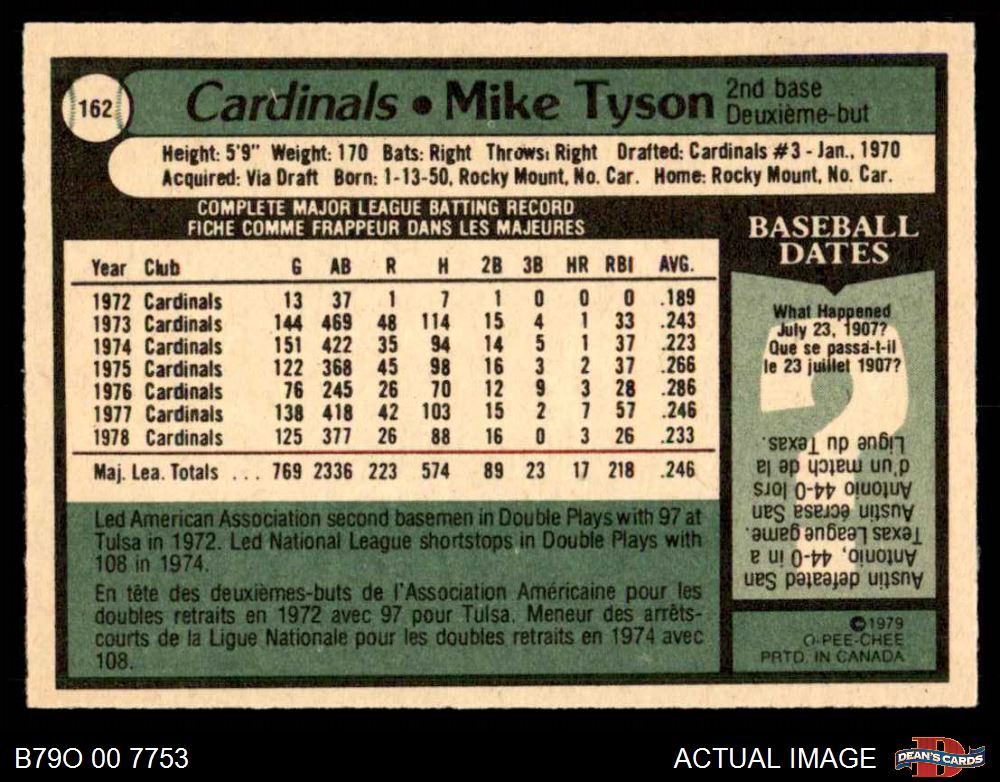 162
Cardinals • Mike Tyson
2nd base
Deuxième-but
Height: 5'9" Weight: 170 Bats: Right Throws: Right Drafted: Cardinals #3 - Jan., 1970
Acquired: Via Draft Born: 1-13-50, Rocky Mount, No. Car. Home: Rocky Mount, No. Car.
COMPLETE MAJOR LEAGUE BATTING RECORD
FICHE COMME FRAPPEUR DANS LES MAJEURES
Year Club G AB R H 2B 3B HR RBI AVG.
1972 Cardinals 13 37 1 7 1 0 0 0 .189
1973 Cardinals 144 469 48 114 15 4 1 33 .243
1974 Cardinals 151 422 35 94 14 5 1 37 .223
1975 Cardinals 122 368 45 98 16 3 2 37 .266
1976 Cardinals 76 245 26 70 12 9 3 28 .286
1977 Cardinals 138 418 42 103 15 2 7 57 .246
1978 Cardinals 125 377 26 88 16 0 3 26 .233
Maj. Lea. Totals ... 769 2336 223 574 89 23 17 218 .246
Led American Association second basemen in Double Plays with 97 at
Tulsa in 1972. Led National League shortstops in Double Plays with
108 in 1974.
En tête des deuxièmes-buts de l'Association Américaine pour les
doubles retraits en 1972 avec 97 pour Tulsa. Meneur des arrêts-
courts de la Ligue Nationale pour les doubles retraits en 1974 avec
108.
BASEBALL
DATES
What Happened
July 23, 1907?
Que se passa-t-il
le 23 juillet 1907?
Austin defeated San
Antonio, 44-0 in a
Texas League game.
Austin écrasa San
Antonio 44-0 lors
d'un match de la
Ligue du Texas.
©1979
O-PEE-CHEE
PRTD. IN CANADA
B79O 00 7753
ACTUAL IMAGE
DEAN'S CARDS